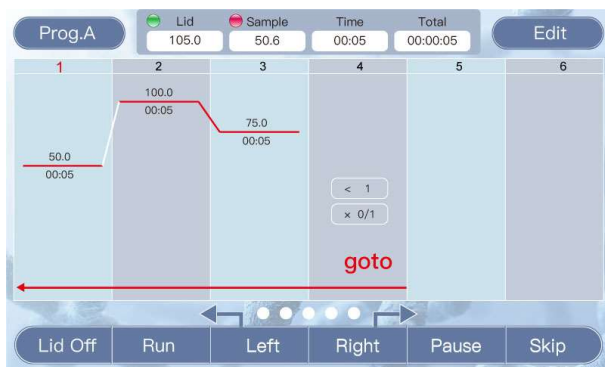 Prog.A
Lid Sample Time Total
105.0 50.6 00:05 00:00:05
Edit
1 2 3 4 5 6
100.0
00:05
75.0
00:05
50.0
00:05
< 1
× 0/1
goto
Lid Off Run Left Right Pause Skip